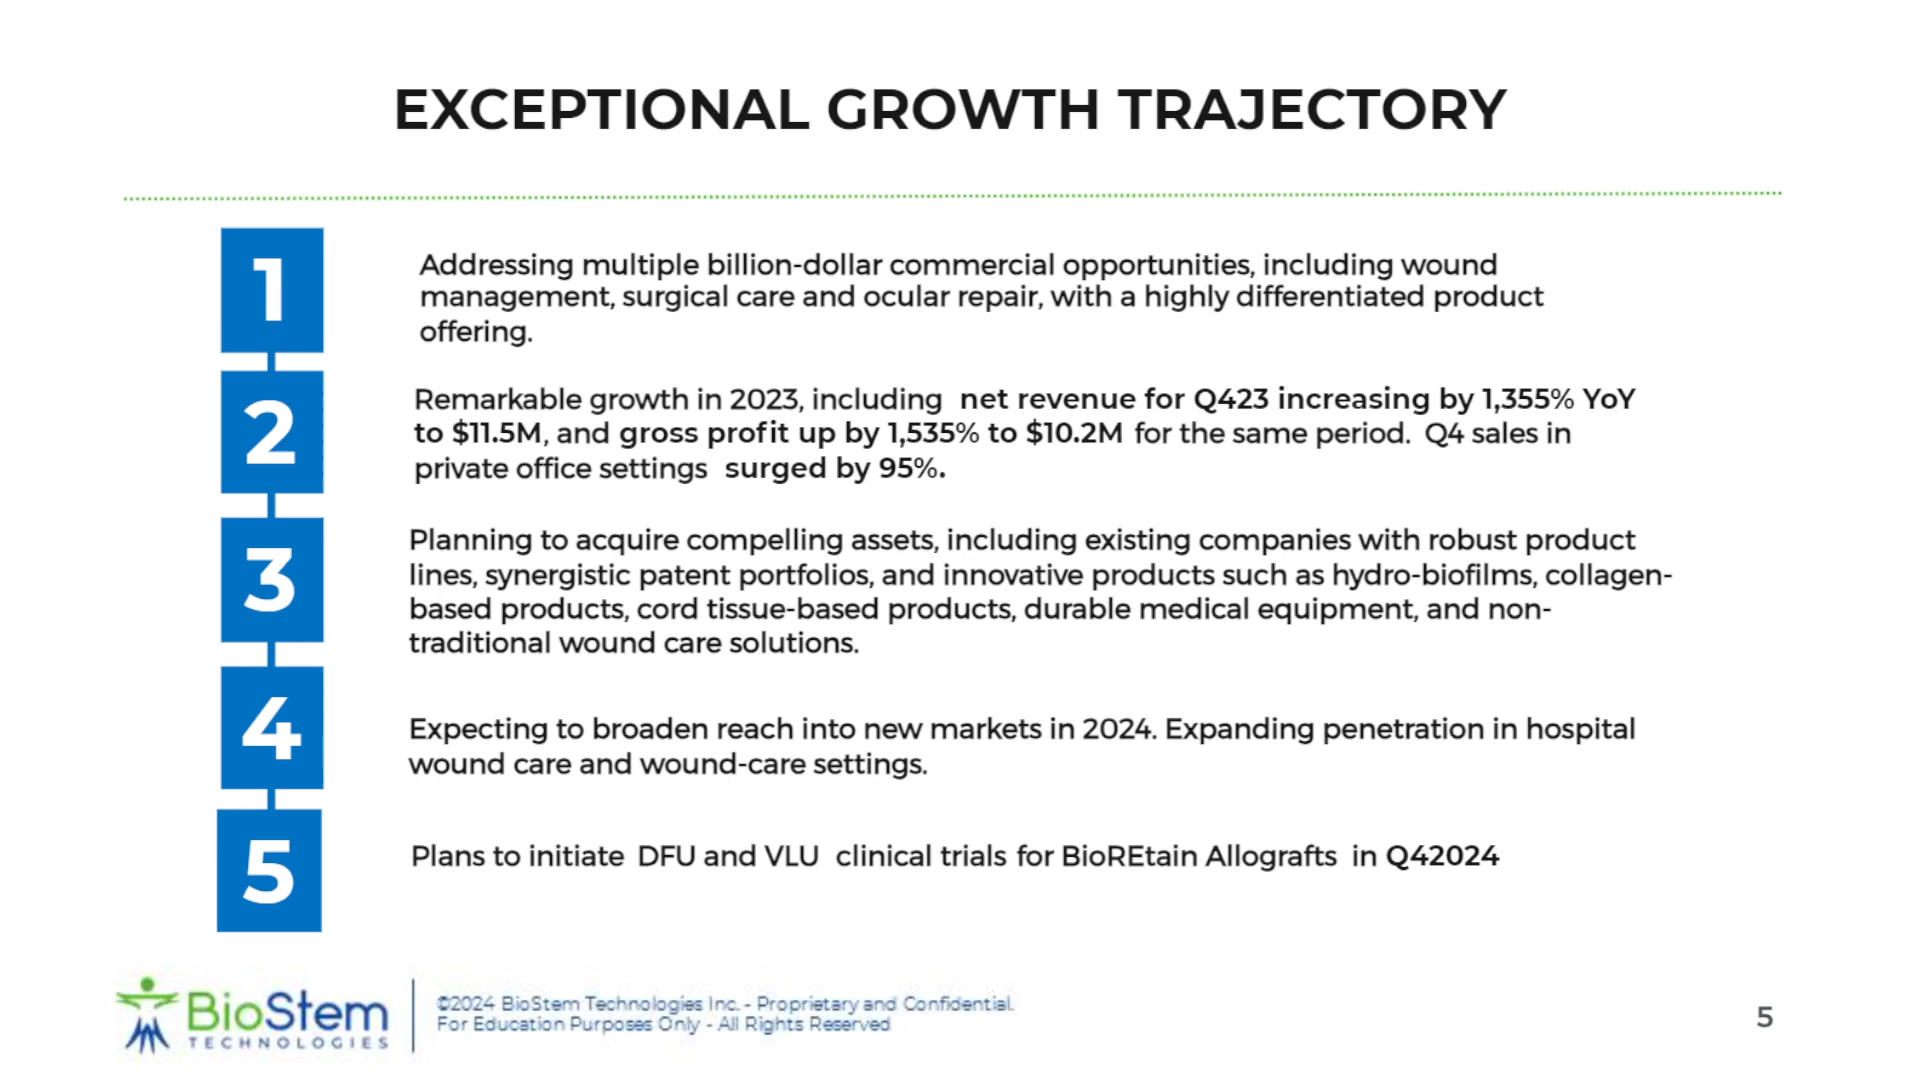 EXCEPTIONAL GROWTH TRAJECTORY
1
Addressing multiple billion-dollar commercial opportunities, including wound
management, surgical care and ocular repair, with a highly differentiated product
offering.
2
Remarkable growth in 2023, including net revenue for Q423 increasing by 1,355% YoY
to $11.5M, and gross profit up by 1,535% to $10.2M for the same period. Q4 sales in
private office settings surged by 95%.
3
Planning to acquire compelling assets, including existing companies with robust product
lines, synergistic patent portfolios, and innovative products such as hydro-biofilms, collagen-
based products, cord tissue-based products, durable medical equipment, and non-
traditional wound care solutions.
4
Expecting to broaden reach into new markets in 2024. Expanding penetration in hospital
wound care and wound-care settings.
5
Plans to initiate DFU and VLU clinical trials for BioREtain Allografts in Q42024
BioStem
TECHNOLOGIES
©2024 BioStem Technologies Inc. - Proprietary and Confidential.
For Education Purposes Only - All Rights Reserved
5